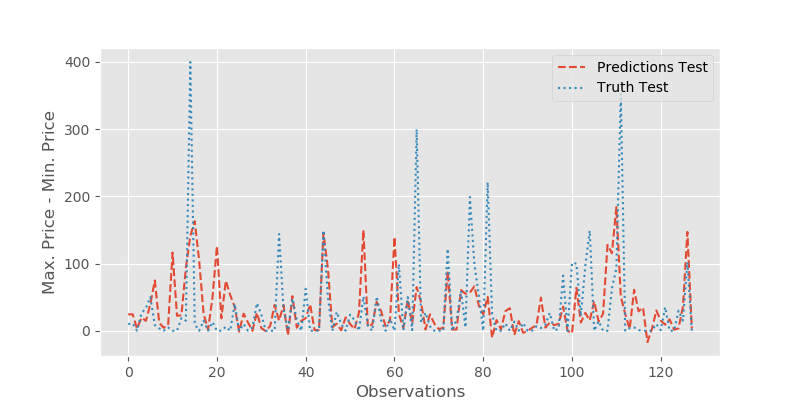 400
300
200
100
0
Max. Price - Min. Price
0 20 40 60 80 100 120
Observations
Predictions Test
Truth Test